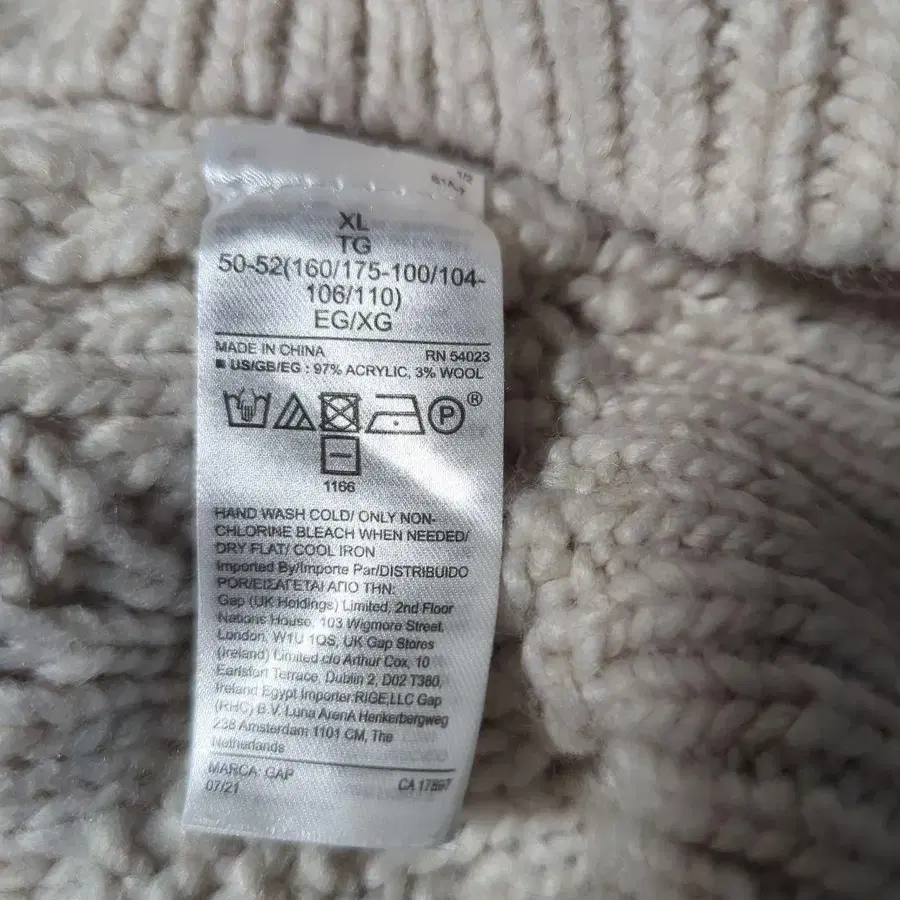 XL
TG
50-52(160/175-100/104-
106/110)
EG/XG
MADE IN CHINA RN 54023
■ US/GB/EG : 97% ACRYLIC, 3% WOOL
P ®
1166
HAND WASH COLD/ ONLY NON-
CHLORINE BLEACH WHEN NEEDED/
DRY FLAT/ COOL IRON
Imported By/Importe Par/DISTRIBUIDO
POR/ΕΙΣΑΓΕΤΑΙ ΑΠΟ ΤΗΝ:
Gap (UK Holdings) Limited, 2nd Floor
Nations House, 103 Wigmore Street,
London, W1U 1QS, UK Gap Stores
(Ireland) Limited c/o Arthur Cox, 10
Earlsfort Terrace, Dublin 2, D02 T380,
Ireland Egypt Importer:RIGE,LLC Gap
(RHC) B.V. Luna ArenA Herikerbergweg
238 Amsterdam 1101 CM, The
Netherlands
MARCA: GAP
07/21 CA 17897